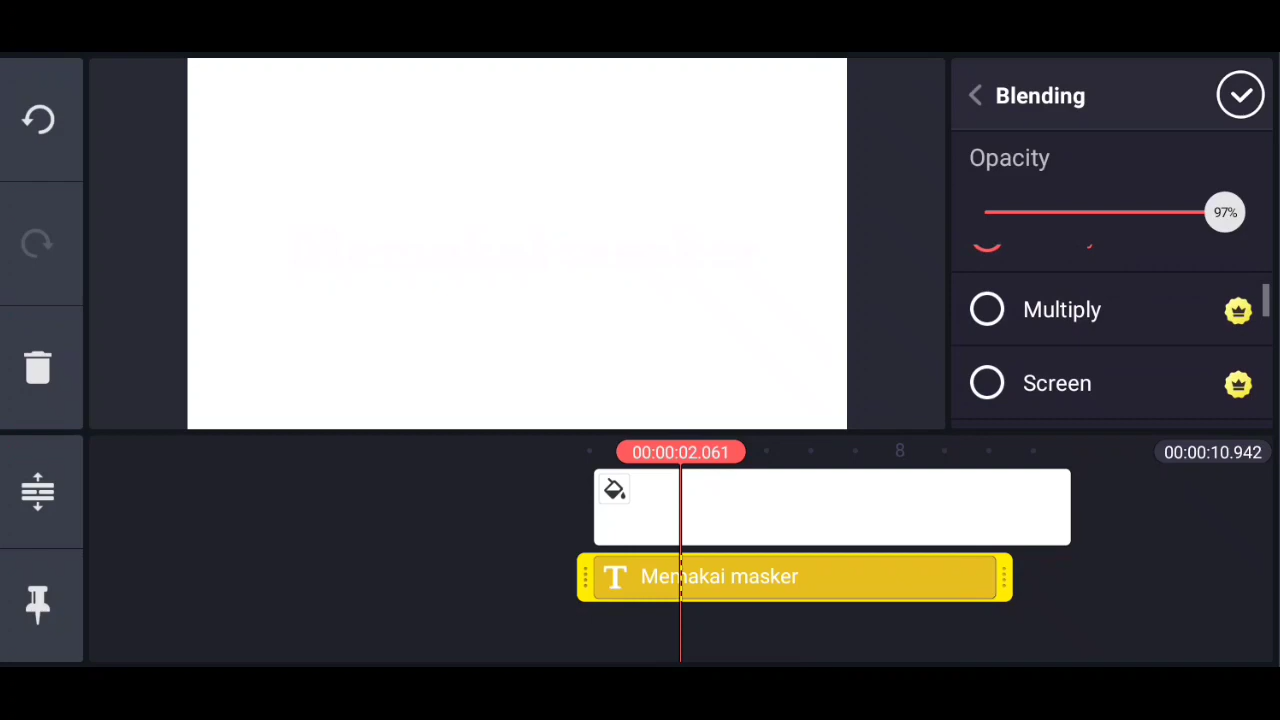 Blending
Opacity
97%
Multiply
Screen
00:00:02.061
8
00:00:10.942
T Memakai masker